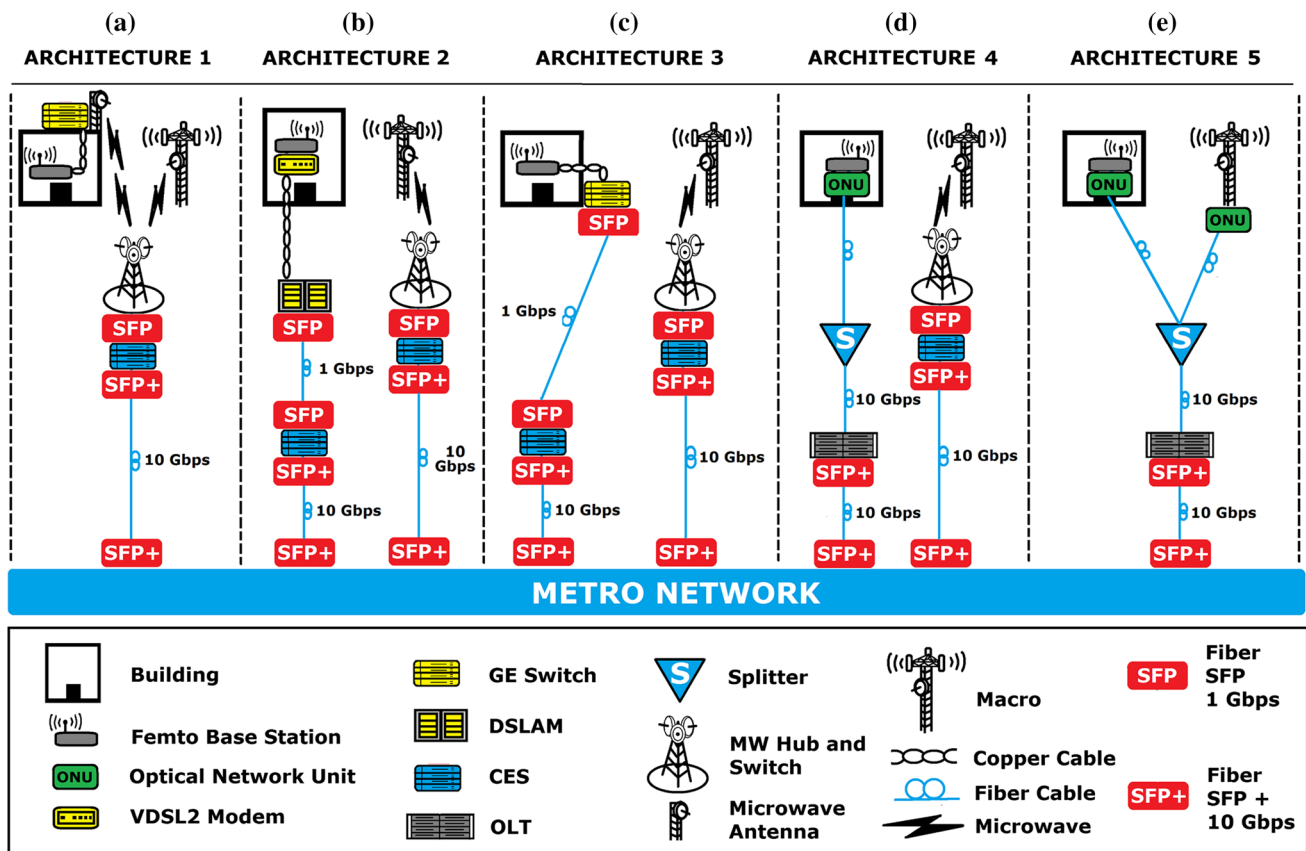 (a) (b) (c) (d) (e)
ARCHITECTURE 1 ARCHITECTURE 2 ARCHITECTURE 3 ARCHITECTURE 4 ARCHITECTURE 5
SFP
SFP+
10 Gbps
SFP+
SFP
1 Gbps
SFP
SFP+
10 Gbps
SFP+
SFP
SFP+
10
Gbps
SFP+
SFP
1 Gbps
SFP
SFP+
10 Gbps
SFP+
SFP
SFP+
10 Gbps
SFP+
ONU
S
10 Gbps
SFP+
10 Gbps
SFP+
SFP
SFP+
10 Gbps
SFP+
ONU
ONU
S
10 Gbps
SFP+
10 Gbps
SFP+
METRO NETWORK
Building
Femto Base Station
ONU Optical Network Unit
VDSL2 Modem
GE Switch
DSLAM
CES
OLT
S Splitter
MW Hub and
Switch
Microwave
Antenna
Macro
Copper Cable
Fiber Cable
Microwave
SFP
Fiber
SFP
1 Gbps
SFP+
Fiber
SFP +
10 Gbps